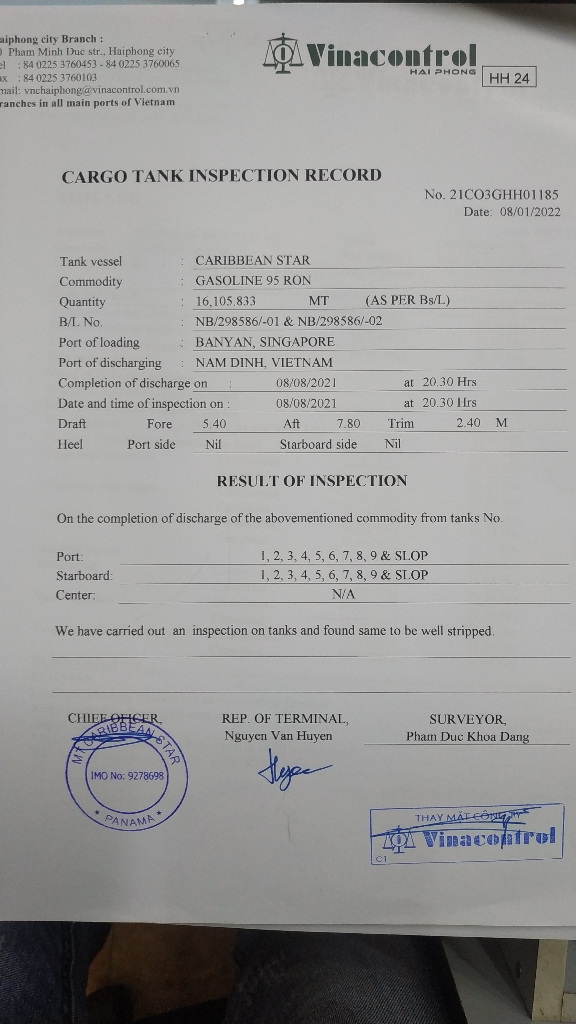 aiphong city Branch :
Pham Minh Duc str., Haiphong city
el : 84 0225 3760453 - 84 0225 3760065
ax : 84 0225 3760103
mail: vnchaiphong@vinacontrol.com.vn
ranches in all main ports of Vietnam
Vinacontrol
HAI PHONG
HH 24
CARGO TANK INSPECTION RECORD
No. 21CO3GHH01185
Date: 08/01/2022
Tank vessel : CARIBBEAN STAR
Commodity : GASOLINE 95 RON
Quantity : 16,105.833 MT (AS PER Bs/L)
B/L No. : NB/298586/-01 & NB/298586/-02
Port of loading : BANYAN, SINGAPORE
Port of discharging : NAM DINH, VIETNAM
Completion of discharge on : 08/08/2021 at 20.30 Hrs
Date and time of inspection on : 08/08/2021 at 20.30 Hrs
Draft Fore 5.40 Aft 7.80 Trim 2.40 M
Heel Port side Nil Starboard side Nil
RESULT OF INSPECTION
On the completion of discharge of the abovementioned commodity from tanks No.
Port: 1, 2, 3, 4, 5, 6, 7, 8, 9 & SLOP
Starboard: 1, 2, 3, 4, 5, 6, 7, 8, 9 & SLOP
Center: N/A
We have carried out an inspection on tanks and found same to be well stripped.
CHIEF OFICER, REP. OF TERMINAL, SURVEYOR,
Nguyen Van Huyen Pham Duc Khoa Dang
MT CARIBBEAN STAR
IMO No: 9278698
* PANAMA *
THAY MẶT CÔNG TY
Vinacontrol
C1